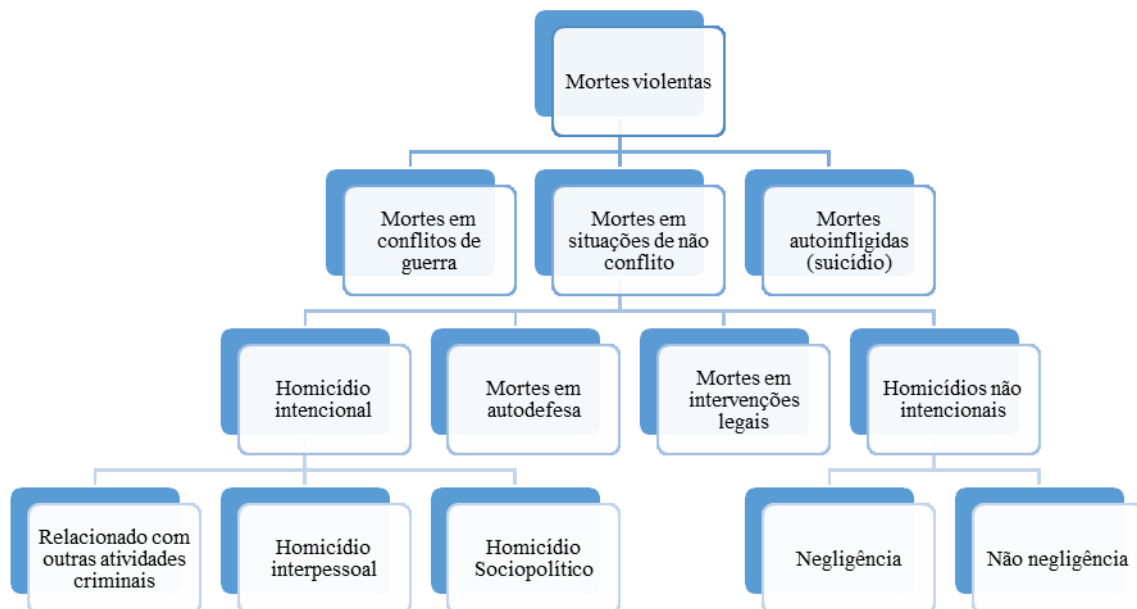 Mortes violentas
Mortes em
conflitos de
guerra
Mortes em
situações de não
conflito
Mortes
autoinfligidas
(suicídio)
Homicídio
intencional
Mortes em
autodefesa
Mortes em
intervenções
legais
Homicídios não
intencionais
Relacionado com
outras atividades
criminais
Homicídio
interpessoal
Homicídio
Sociopolítico
Negligência
Não negligência